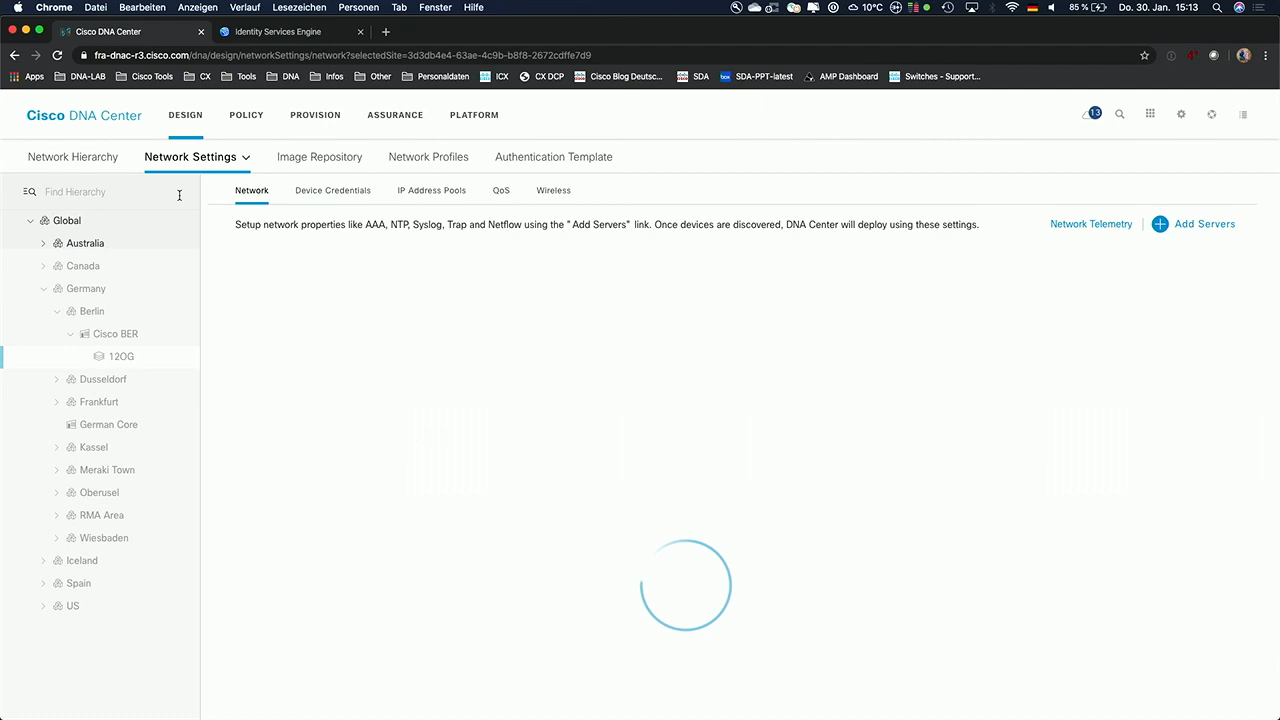 Chrome Datei Bearbeiten Anzeigen Verlauf Lesezeichen Personen Tab Fenster Hilfe 10°C 85 % Do. 30. Jan. 15:13
Cisco DNA Center Identity Services Engine
fra-dnac-r3.cisco.com/dna/design/networkSettings/network?selectedSite=3d3db4e4-63ae-4c9b-b8f8-2672cdffe7d9
Apps DNA-LAB Cisco Tools CX Tools DNA Infos Other Personaldaten ICX CX DCP Cisco Blog Deutsc... SDA SDA-PPT-latest AMP Dashboard Switches - Support...
Cisco DNA Center DESIGN POLICY PROVISION ASSURANCE PLATFORM 13
Network Hierarchy Network Settings Image Repository Network Profiles Authentication Template
Find Hierarchy
Global
Australia
Canada
Germany
Berlin
Cisco BER
12OG
Dusseldorf
Frankfurt
German Core
Kassel
Meraki Town
Oberusel
RMA Area
Wiesbaden
Iceland
Spain
US
Network Device Credentials IP Address Pools QoS Wireless
Setup network properties like AAA, NTP, Syslog, Trap and Netflow using the "Add Servers" link. Once devices are discovered, DNA Center will deploy using these settings.
Network Telemetry Add Servers